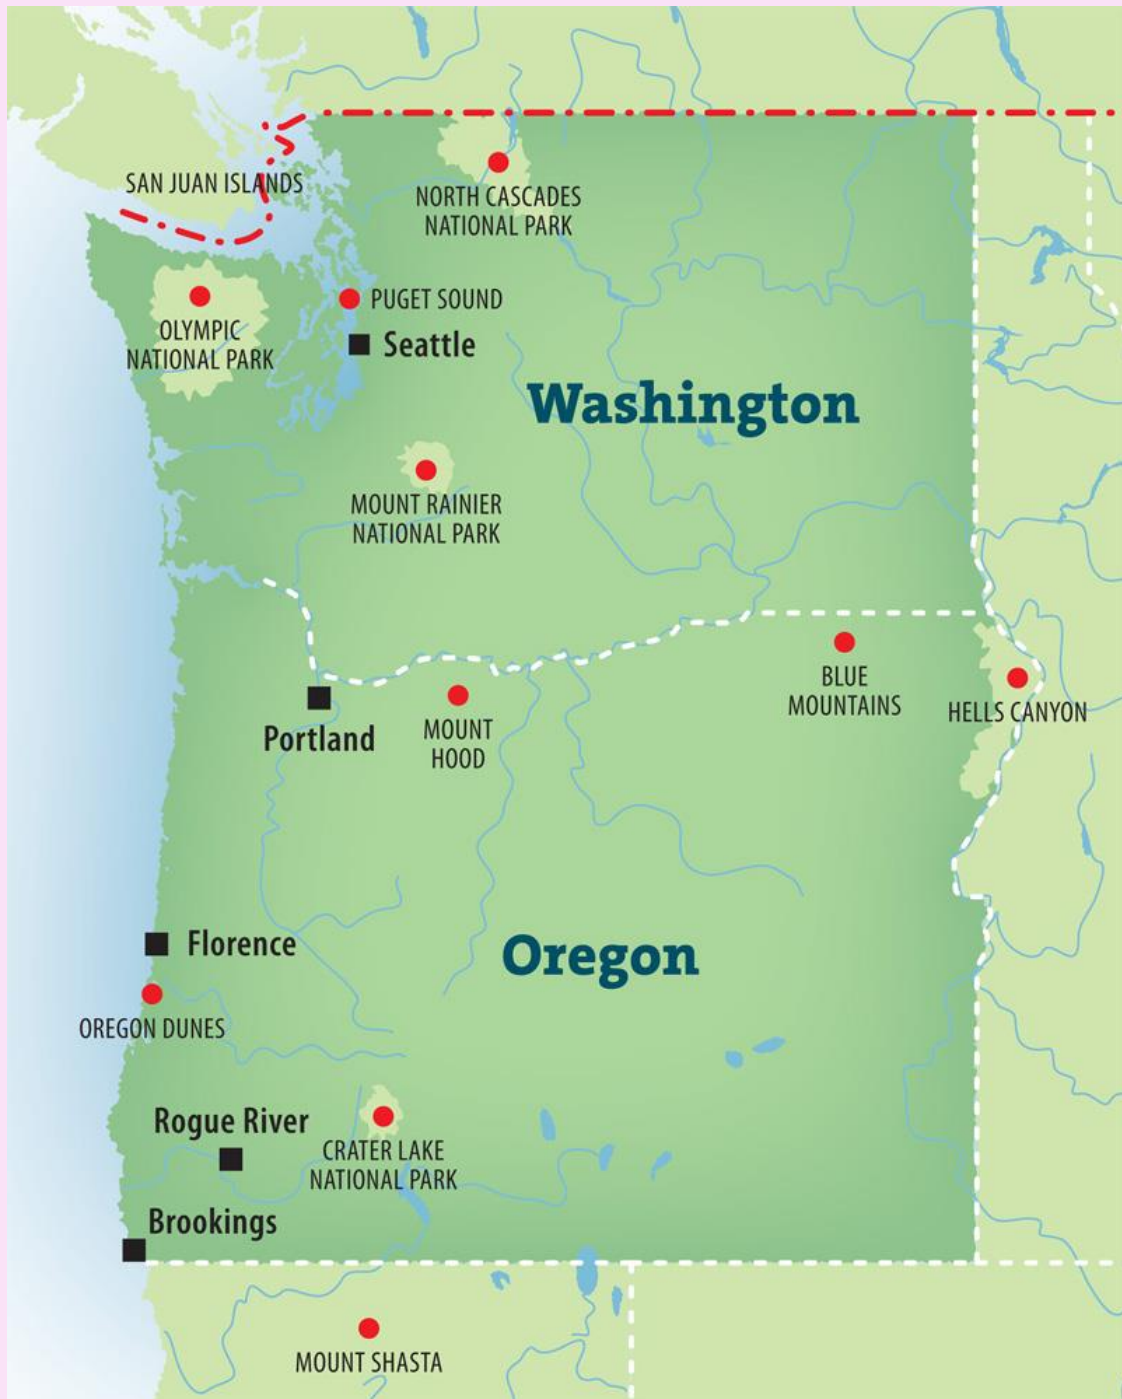 SAN JUAN ISLANDS
NORTH CASCADES
NATIONAL PARK
PUGET SOUND
OLYMPIC
NATIONAL PARK
Seattle
Washington
MOUNT RAINIER
NATIONAL PARK
BLUE
MOUNTAINS
HELLS CANYON
Portland
MOUNT
HOOD
Florence
Oregon
OREGON DUNES
Rogue River
CRATER LAKE
NATIONAL PARK
Brookings
MOUNT SHASTA